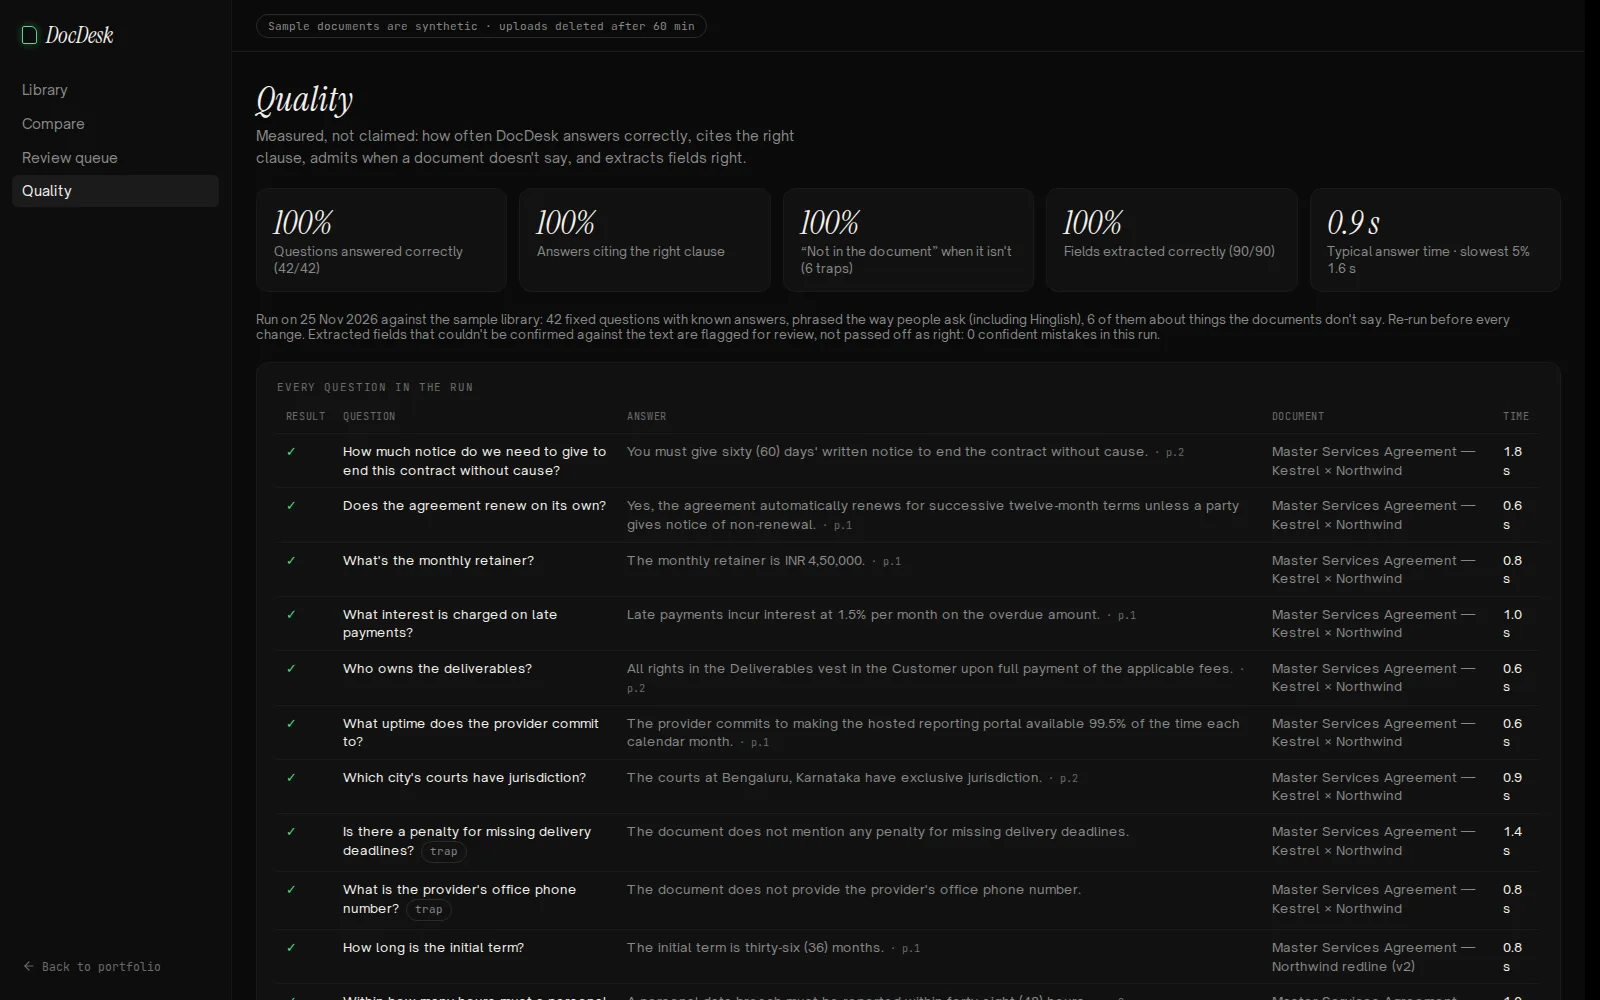 DocDesk
Sample documents are synthetic · uploads deleted after 60 min
Library
Compare
Review queue
Quality
← Back to portfolio
Quality
Measured, not claimed: how often DocDesk answers correctly, cites the right
clause, admits when a document doesn't say, and extracts fields right.
100%
Questions answered correctly
(42/42)
100%
Answers citing the right clause
100%
“Not in the document” when it isn't
(6 traps)
100%
Fields extracted correctly (90/90)
0.9 s
Typical answer time · slowest 5%
1.6 s
Run on 25 Nov 2026 against the sample library: 42 fixed questions with known answers, phrased the way people ask (including Hinglish), 6 of them about things the documents don't say. Re-run before every
change. Extracted fields that couldn't be confirmed against the text are flagged for review, not passed off as right: 0 confident mistakes in this run.
EVERY QUESTION IN THE RUN
RESULT QUESTION ANSWER DOCUMENT TIME
✓ How much notice do we need to give to You must give sixty (60) days' written notice to end the contract without cause. · p.2 Master Services Agreement — 1.8
end this contract without cause? Kestrel × Northwind s
✓ Does the agreement renew on its own? Yes, the agreement automatically renews for successive twelve-month terms unless a party Master Services Agreement — 0.6
gives notice of non-renewal. · p.1 Kestrel × Northwind s
✓ What's the monthly retainer? The monthly retainer is INR 4,50,000. · p.1 Master Services Agreement — 0.8
Kestrel × Northwind s
✓ What interest is charged on late Late payments incur interest at 1.5% per month on the overdue amount. · p.1 Master Services Agreement — 1.0
payments? Kestrel × Northwind s
✓ Who owns the deliverables? All rights in the Deliverables vest in the Customer upon full payment of the applicable fees. · Master Services Agreement — 0.6
p.2 Kestrel × Northwind s
✓ What uptime does the provider commit The provider commits to making the hosted reporting portal available 99.5% of the time each Master Services Agreement — 0.6
to? calendar month. · p.1 Kestrel × Northwind s
✓ Which city's courts have jurisdiction? The courts at Bengaluru, Karnataka have exclusive jurisdiction. · p.2 Master Services Agreement — 0.9
Kestrel × Northwind s
✓ Is there a penalty for missing delivery The document does not mention any penalty for missing delivery deadlines. Master Services Agreement — 1.4
deadlines? trap Kestrel × Northwind s
✓ What is the provider's office phone The document does not provide the provider's office phone number. Master Services Agreement — 0.8
number? trap Kestrel × Northwind s
✓ How long is the initial term? The initial term is thirty-six (36) months. · p.1 Master Services Agreement — 0.8
Northwind redline (v2) s